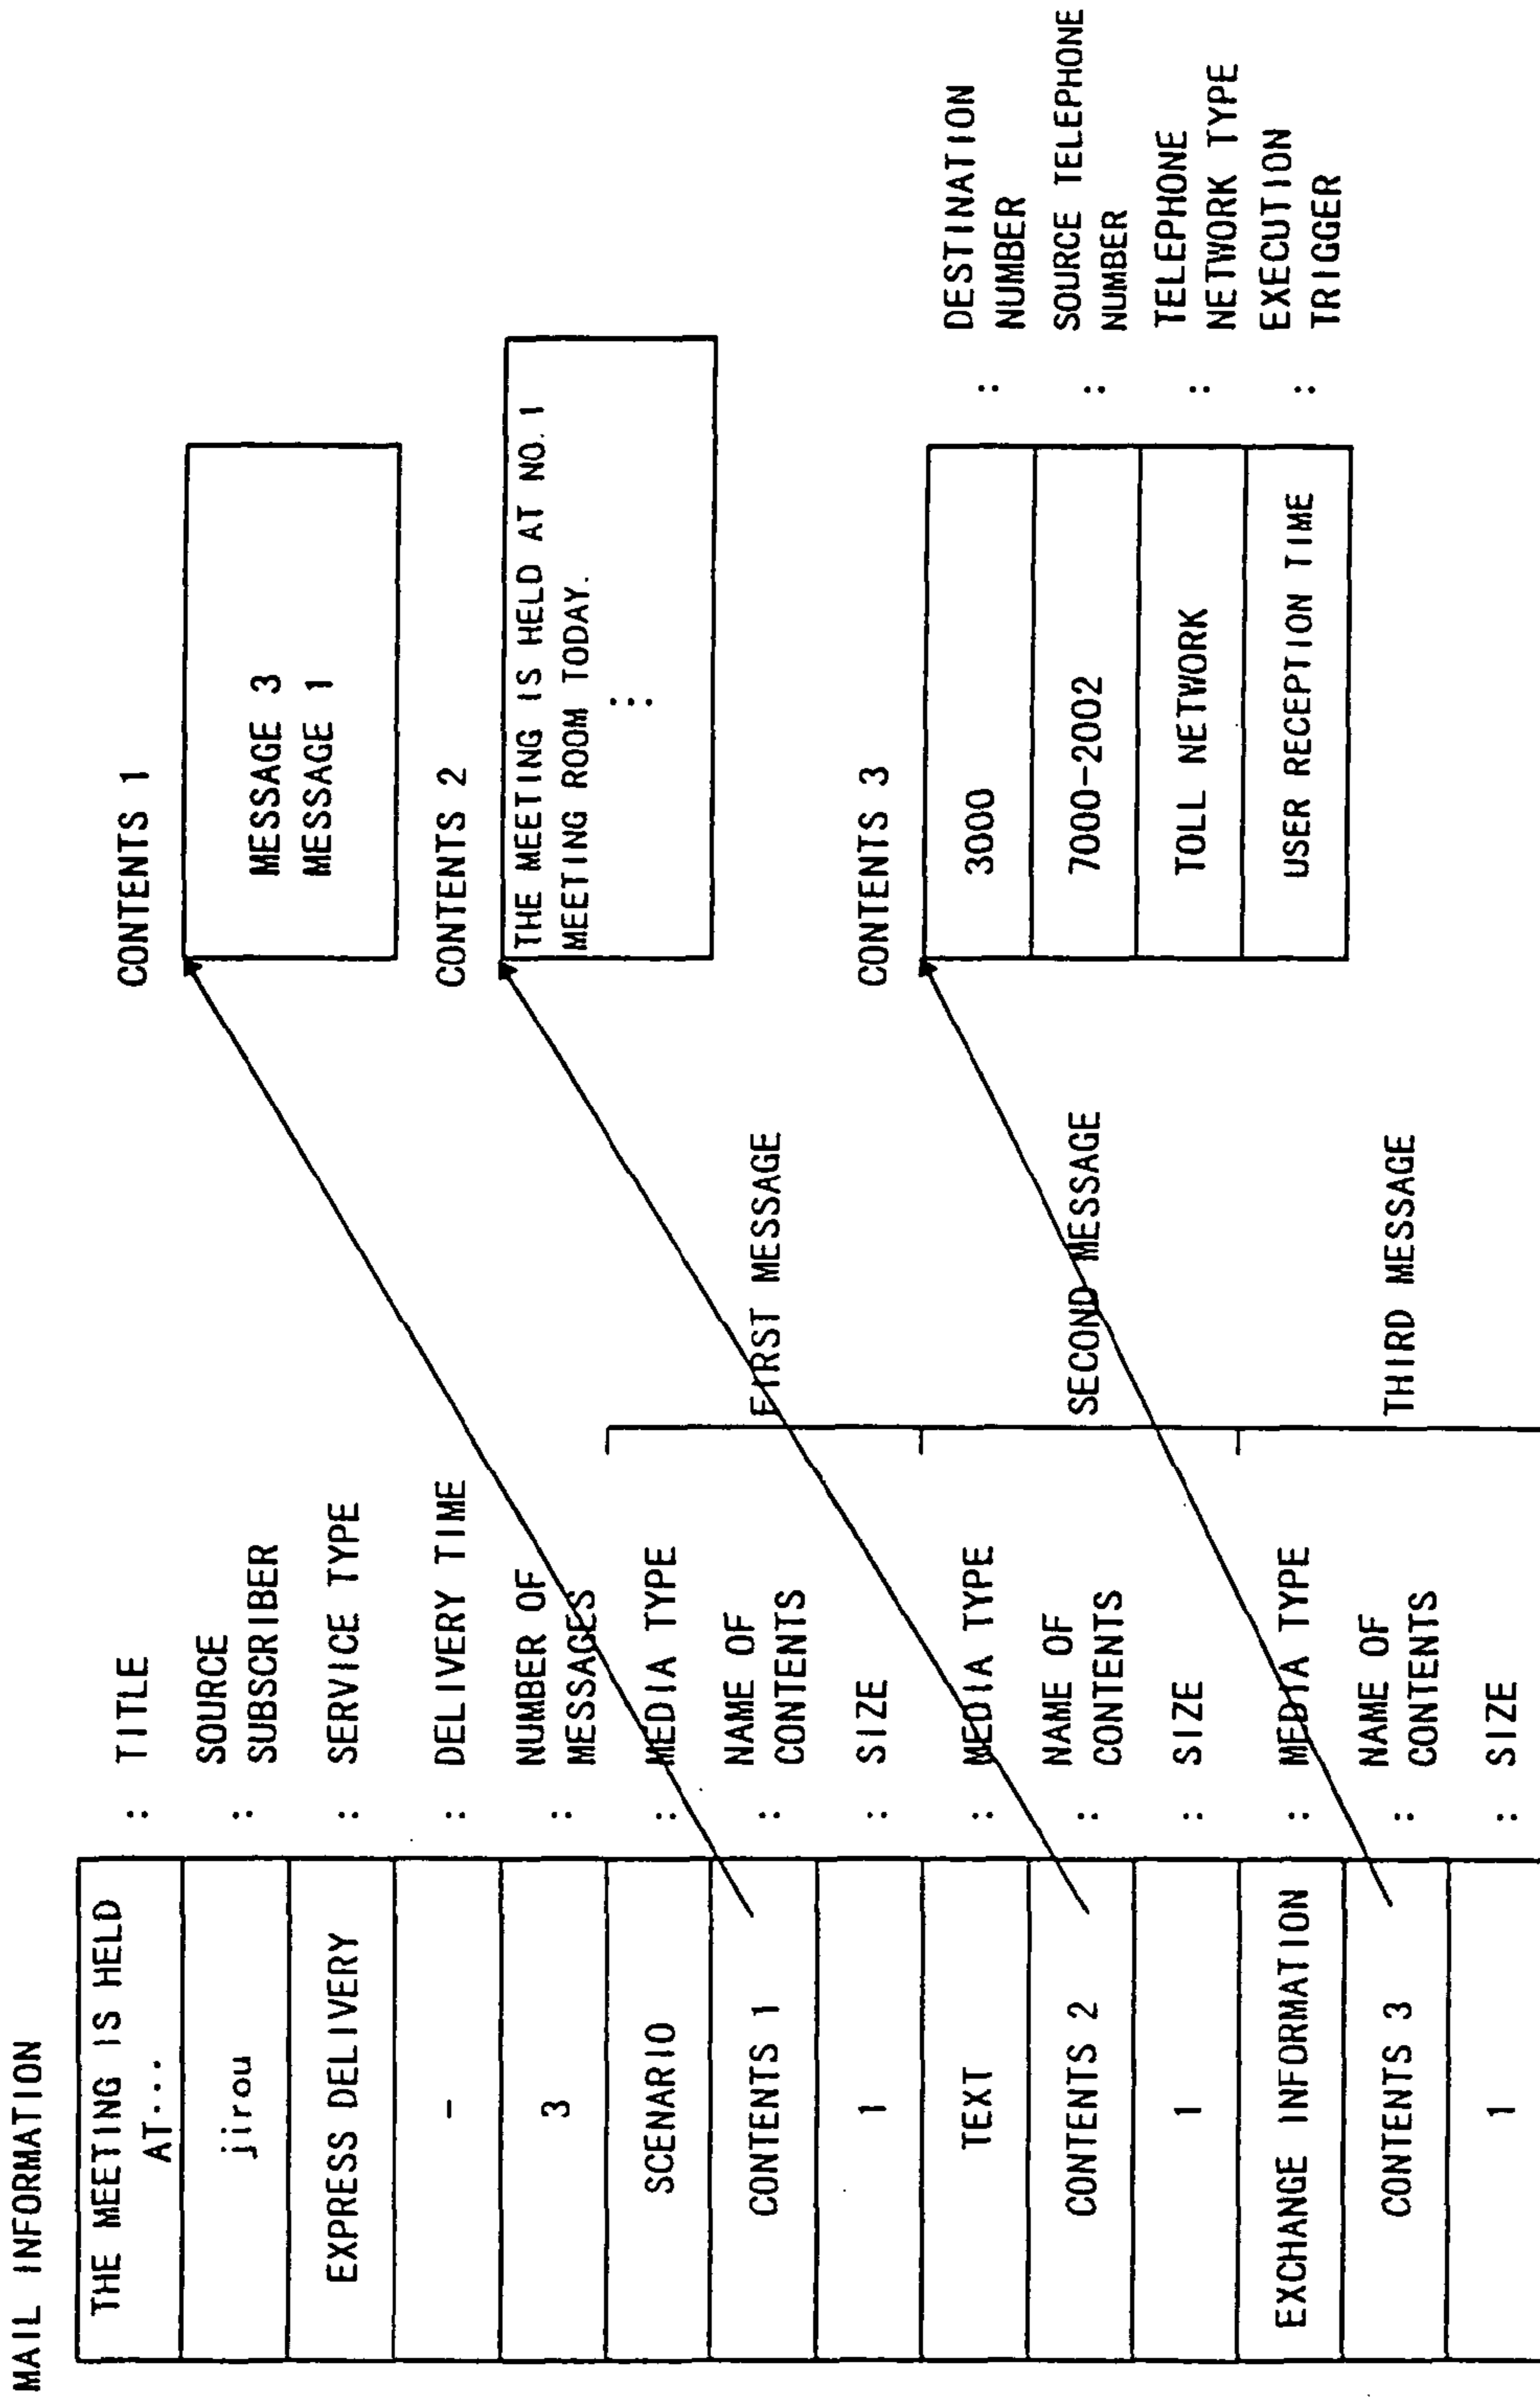 MAIL INFORMATION
THE MEETING IS HELD
AT···
: TITLE
jirou
: SOURCE
SUBSCRIBER
EXPRESS DELIVERY
: SERVICE TYPE
-
: DELIVERY TIME
3
: NUMBER OF
MESSAGES
SCENARIO
: MEDIA TYPE
CONTENTS 1
: NAME OF
CONTENTS
1
: SIZE
FIRST MESSAGE
TEXT
: MEDIA TYPE
CONTENTS 2
: NAME OF
CONTENTS
1
: SIZE
SECOND MESSAGE
EXCHANGE INFORMATION
: MEDIA TYPE
CONTENTS 3
: NAME OF
CONTENTS
1
: SIZE
THIRD MESSAGE
CONTENTS 1
MESSAGE 3
MESSAGE 1
CONTENTS 2
THE MEETING IS HELD AT NO.1
MEETING ROOM TODAY.
:
CONTENTS 3
3000
: DESTINATION
NUMBER
7000-2002
: SOURCE TELEPHONE
NUMBER
TOLL NETWORK
: TELEPHONE
NETWORK TYPE
USER RECEPTION TIME
: EXECUTION
TRIGGER